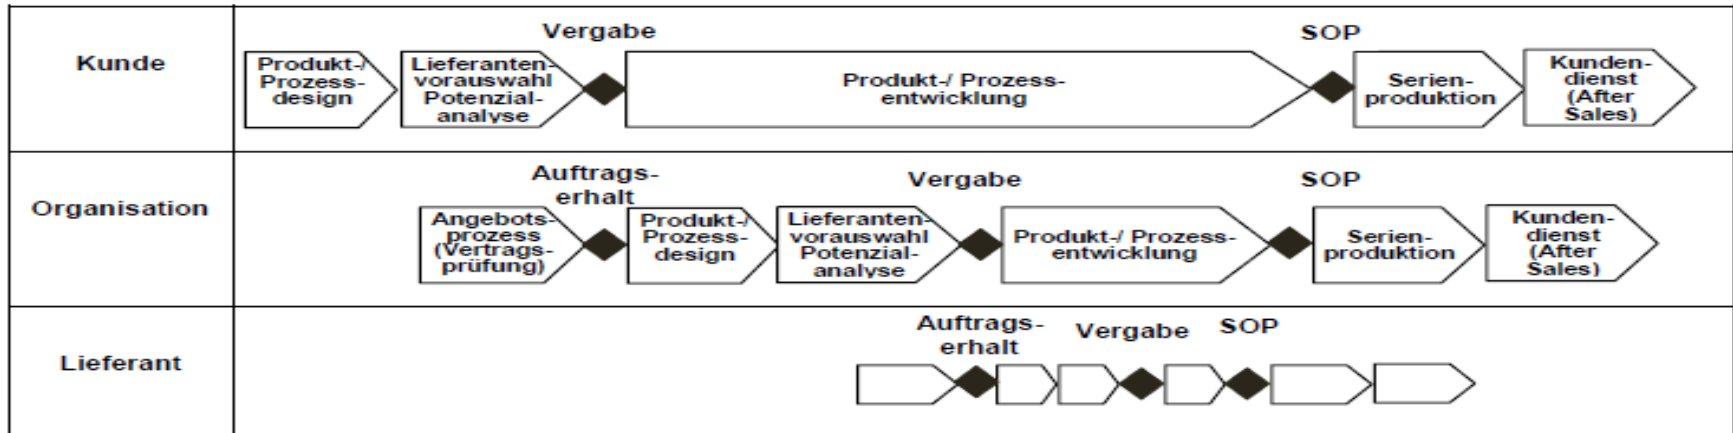 Kunde
Vergabe
SOP
Produkt-/
Prozess-
design
Lieferanten-
vorauswahl
Potenzial-
analyse
Produkt-/ Prozess-
entwicklung
Serien-
produktion
Kunden-
dienst
(After
Sales)
Organisation
Auftrags-
erhalt
Vergabe
SOP
Angebots-
prozess
(Vertrags-
prüfung)
Produkt-/
Prozess-
design
Lieferanten-
vorauswahl
Potenzial-
analyse
Produkt-/ Prozess-
entwicklung
Serien-
produktion
Kunden-
dienst
(After
Sales)
Lieferant
Auftrags-
erhalt
Vergabe
SOP